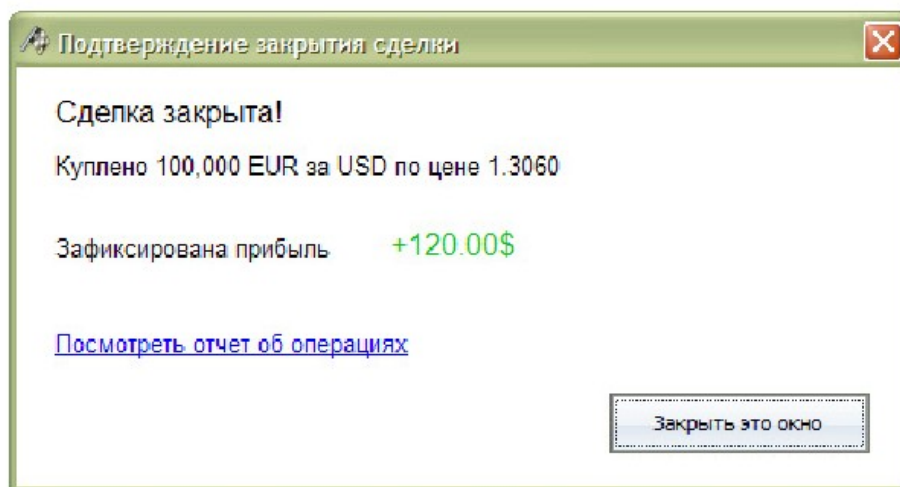 Подтверждение закрытия сделки
Сделка закрыта!
Куплено 100,000 EUR за USD по цене 1.3060
Зафиксирована прибыль +120.00$
Посмотреть отчет об операциях
Закрыть это окно